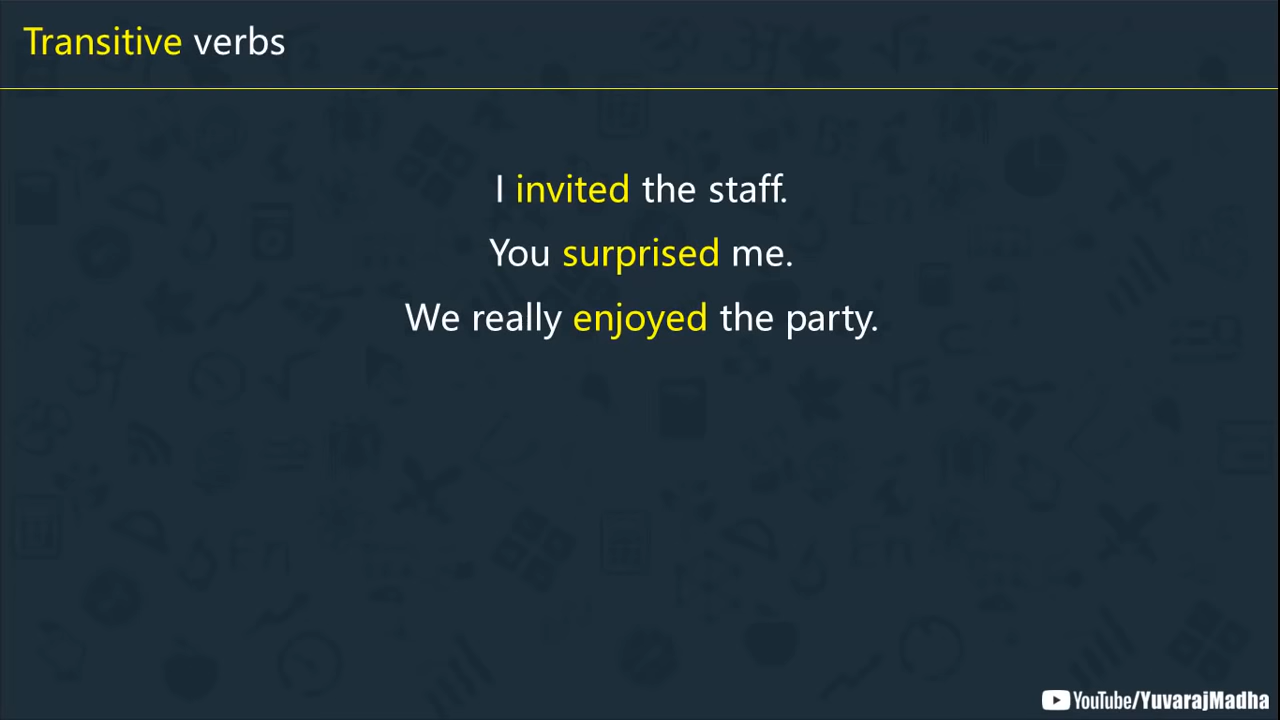 Transitive verbs
I invited the staff.
You surprised me.
We really enjoyed the party.
YouTube/YuvarajMadha